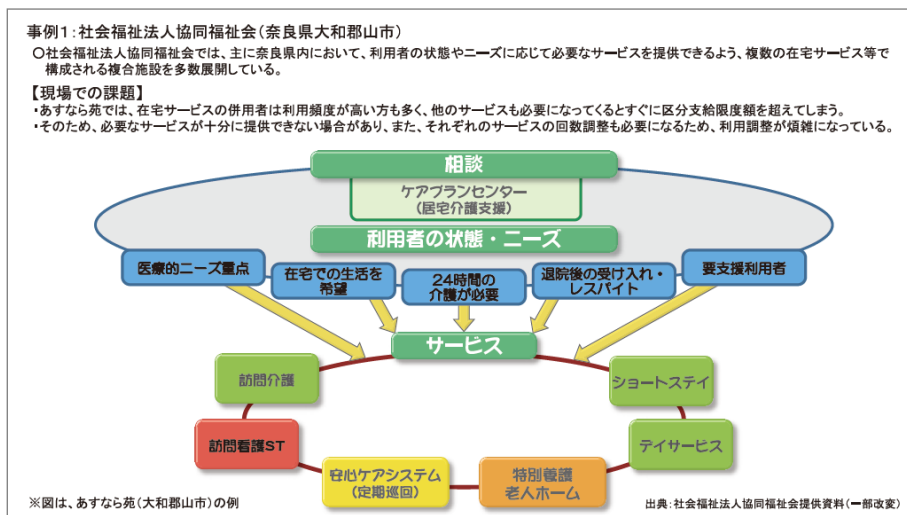 事例1:社会福祉法人協同福祉会(奈良県大和郡山市)
〇社会福祉法人協同福祉会では、主に奈良県内において、利用者の状態やニーズに応じて必要なサービスを提供できるよう、複数の在宅サービス等で
構成される複合施設を多数展開している。
【現場での課題】
・あすなら苑では、在宅サービスの併用者は利用頻度が高い方も多く、他のサービスも必要になってくるとすぐに区分支給限度額を超えてしまう。
・そのため、必要なサービスが十分に提供できない場合があり、また、それぞれのサービスの回数調整も必要になるため、利用調整が煩雑になっている。
相談
ケアプランセンター
(居宅介護支援)
利用者の状態・ニーズ
医療的ニーズ重点
在宅での生活を
希望
24時間の
介護が必要
退院後の受け入れ・
レスパイト
要支援利用者
サービス
訪問介護
ショートステイ
訪問看護ST
デイサービス
安心ケアシステム
(定期巡回)
特別養護
老人ホーム
※図は、あすなら苑(大和郡山市)の例
出典:社会福祉法人協同福祉会提供資料(一部改変)